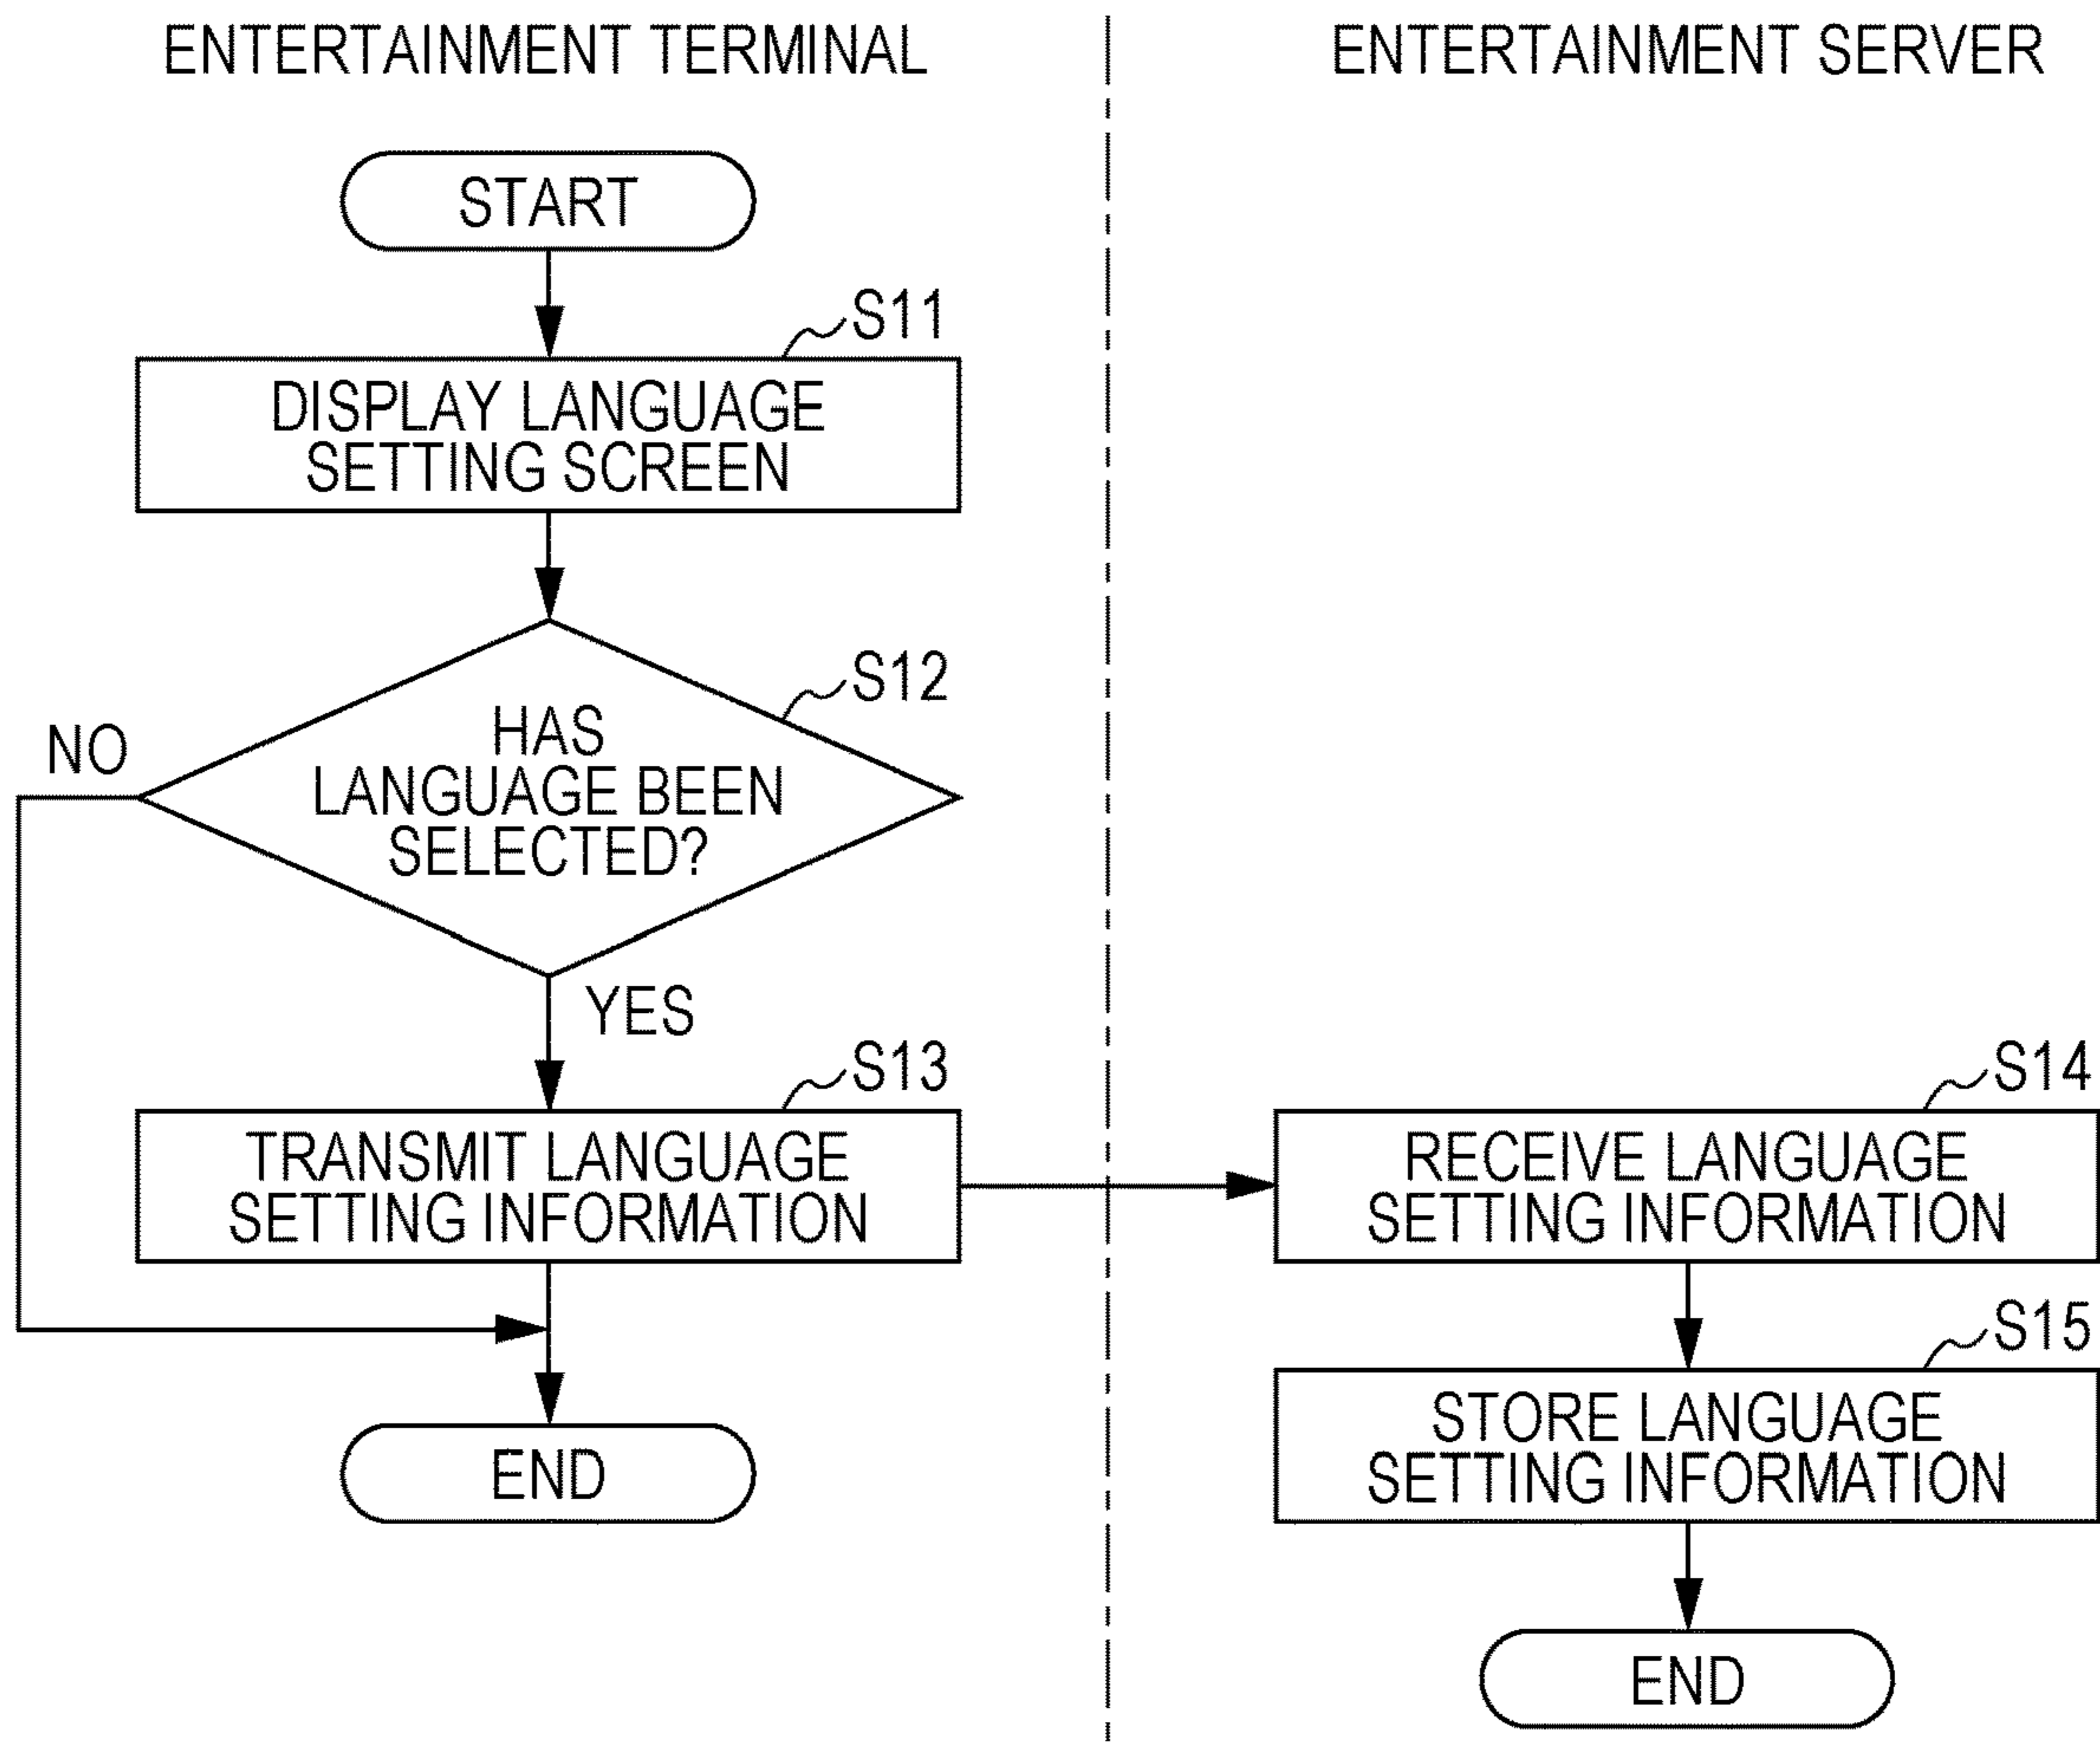 ENTERTAINMENT TERMINAL
ENTERTAINMENT SERVER
START
S11
DISPLAY LANGUAGE
SETTING SCREEN
S12
HAS
LANGUAGE BEEN
SELECTED?
NO
YES
S13
TRANSMIT LANGUAGE
SETTING INFORMATION
END
S14
RECEIVE LANGUAGE
SETTING INFORMATION
S15
STORE LANGUAGE
SETTING INFORMATION
END